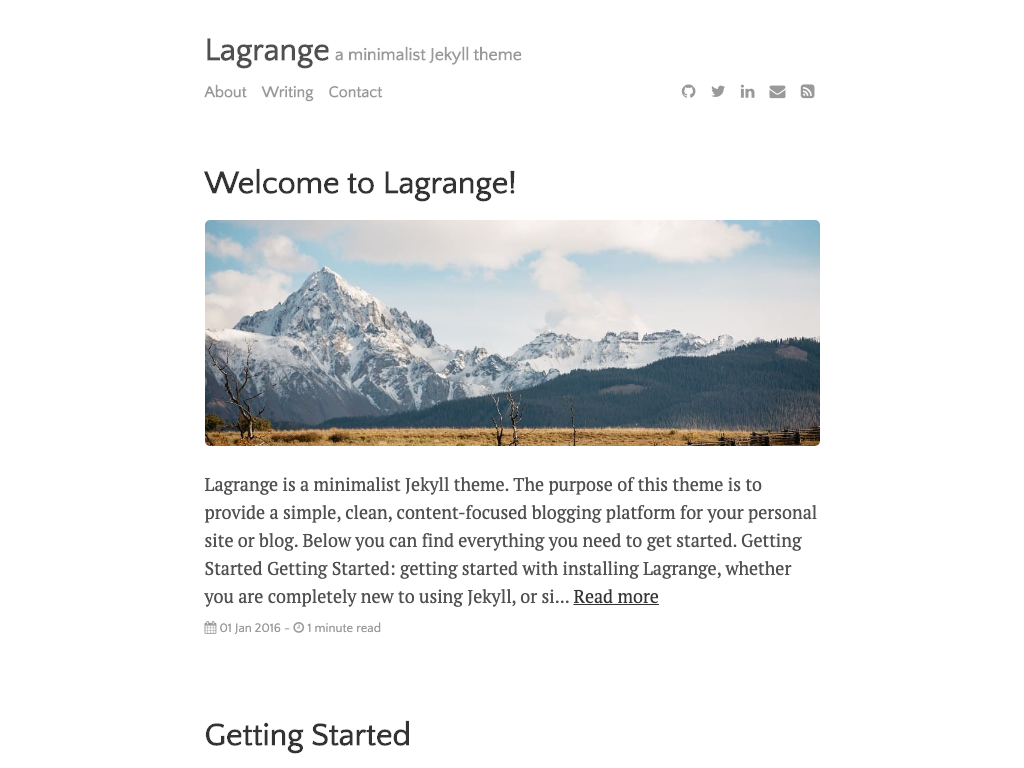 Lagrange a minimalist Jekyll theme
About Writing Contact
Welcome to Lagrange!
Lagrange is a minimalist Jekyll theme. The purpose of this theme is to
provide a simple, clean, content-focused blogging platform for your personal
site or blog. Below you can find everything you need to get started. Getting
Started Getting Started: getting started with installing Lagrange, whether
you are completely new to using Jekyll, or si... Read more
01 Jan 2016 - 1 minute read
Getting Started